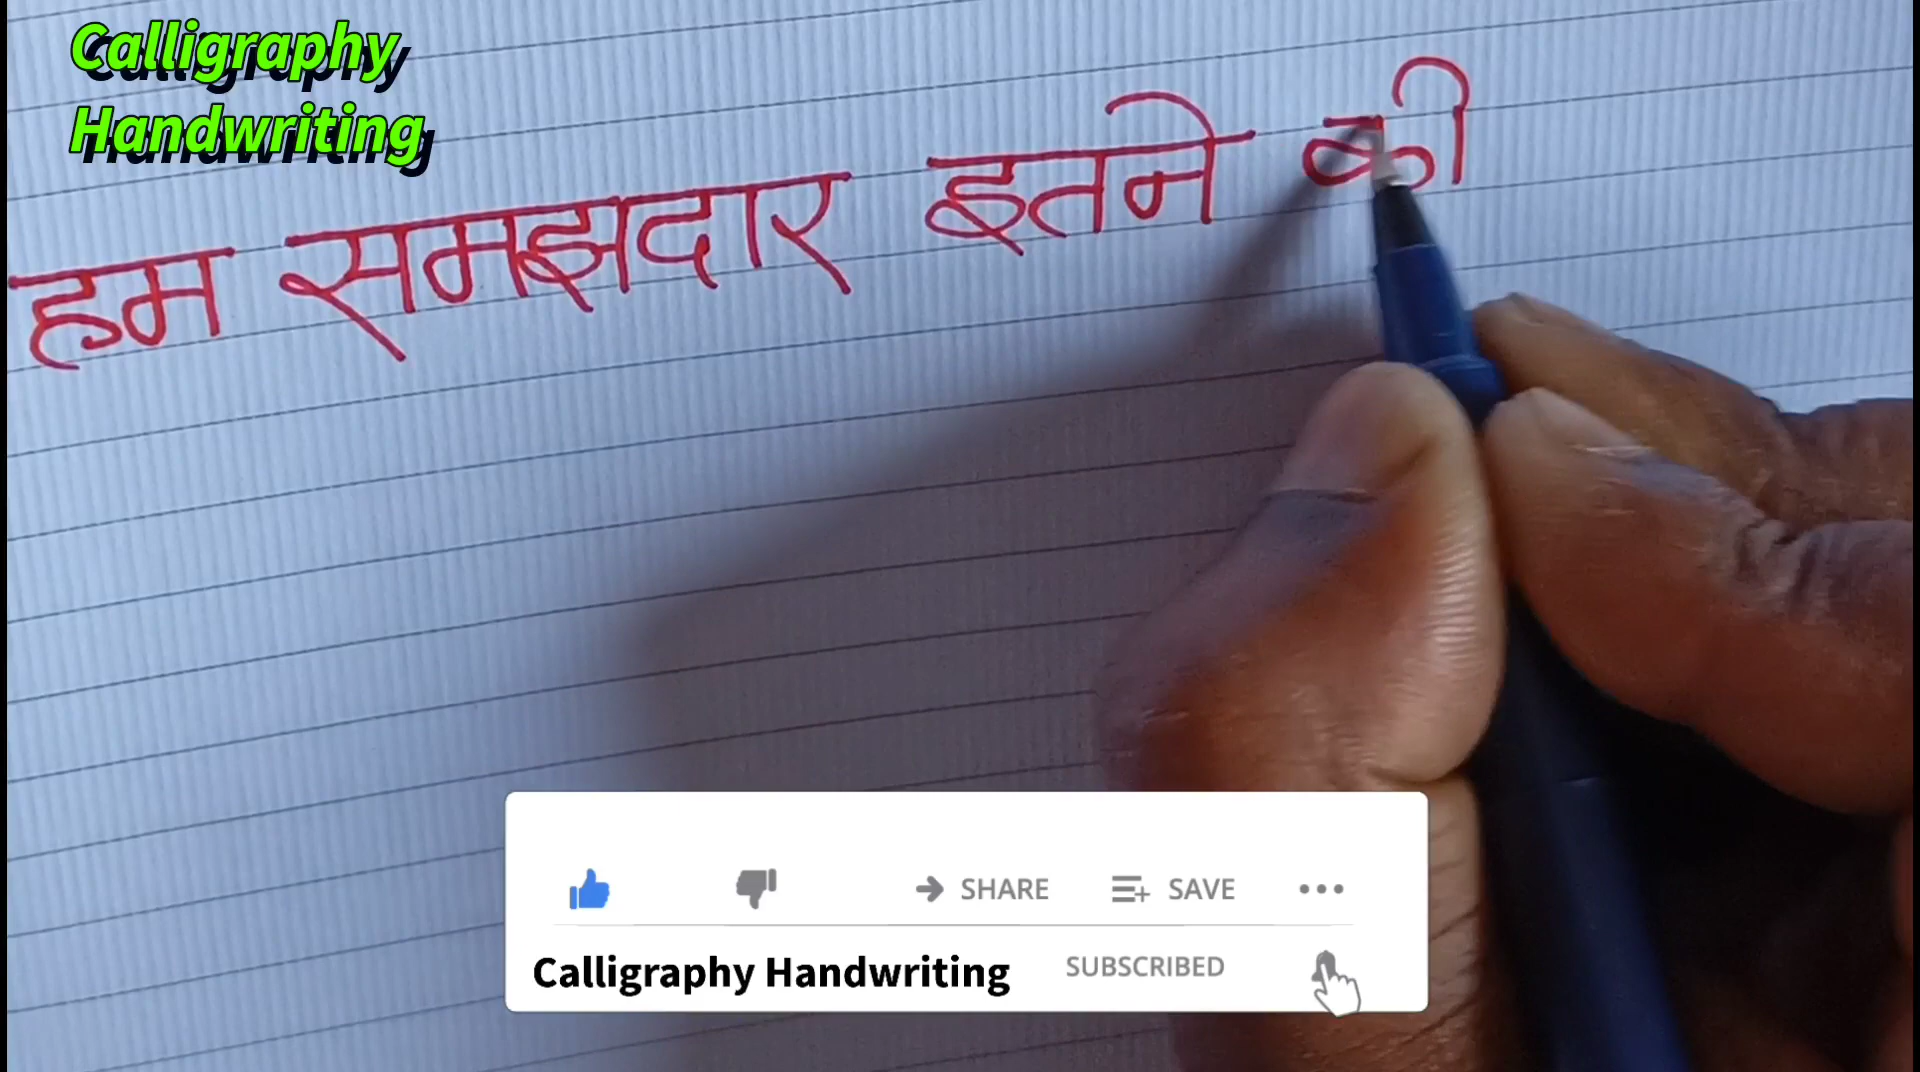 Calligraphy
Handwriting
हम समझदार इतने की
SHARE SAVE
Calligraphy Handwriting SUBSCRIBED